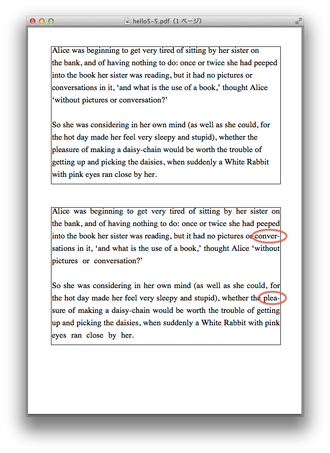 hello5-5.pdf (1 ページ)
Alice was beginning to get very tired of sitting by her sister on
the bank, and of having nothing to do: once or twice she had peeped
into the book her sister was reading, but it had no pictures or
conversations in it, ‘and what is the use of a book,’ thought Alice
‘without pictures or conversation?’
So she was considering in her own mind (as well as she could, for
the hot day made her feel very sleepy and stupid), whether the
pleasure of making a daisy-chain would be worth the trouble of
getting up and picking the daisies, when suddenly a White Rabbit
with pink eyes ran close by her.
Alice was beginning to get very tired of sitting by her sister on
the bank, and of having nothing to do: once or twice she had peeped
into the book her sister was reading, but it had no pictures or conver-
sations in it, ‘and what is the use of a book,’ thought Alice ‘without
pictures or conversation?’
So she was considering in her own mind (as well as she could, for
the hot day made her feel very sleepy and stupid), whether the plea-
sure of making a daisy-chain would be worth the trouble of getting
up and picking the daisies, when suddenly a White Rabbit with pink
eyes ran close by her.